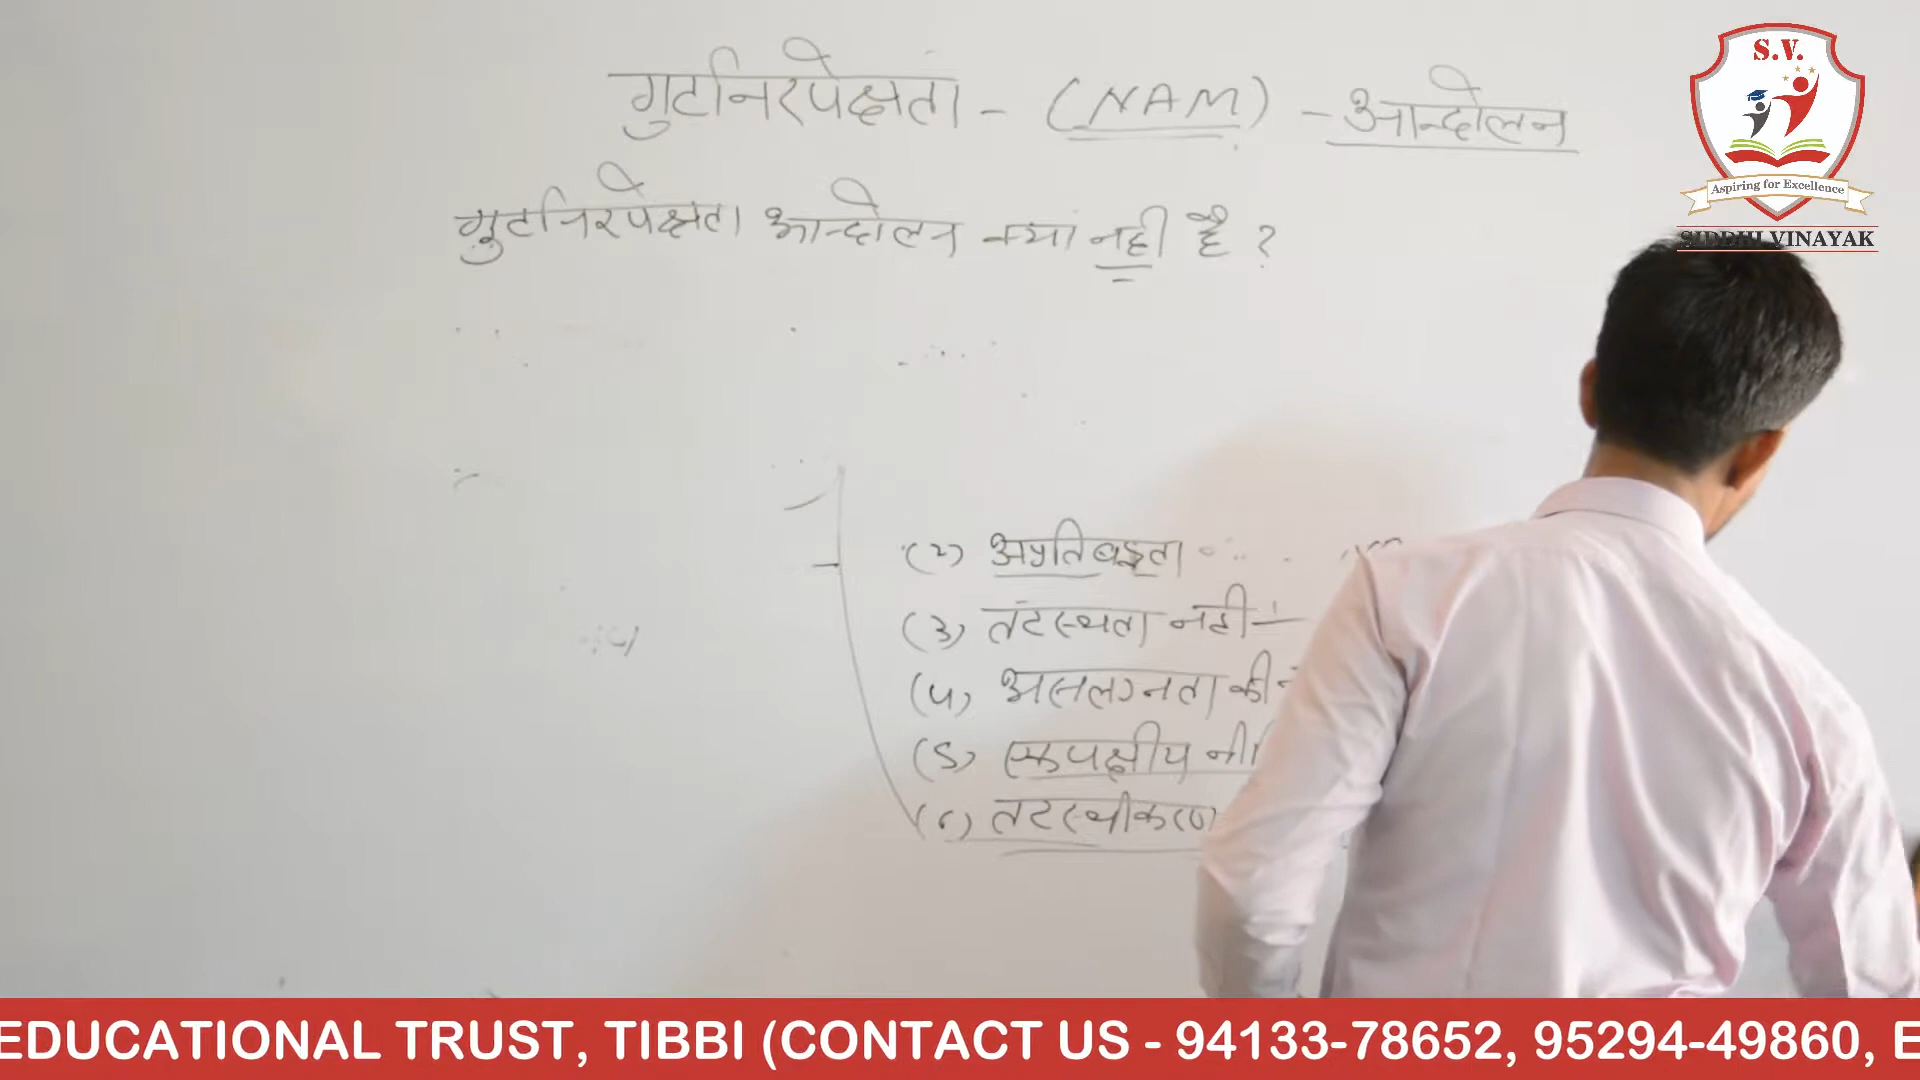 गुटनिरपेक्षता - (NAM) - आन्दोलन
गुटनिरपेक्षता आन्दोलन क्या नही है ?
(2) अप्रतिबद्धता
(3) तटस्थता नही
(4) असलग्नता की
(5) एकपक्षीय
(6) तटस्थीकरण
S.V.
Aspiring for Excellence
SIDDHI VINAYAK
EDUCATIONAL TRUST, TIBBI (CONTACT US - 94133-78652, 95294-49860, E